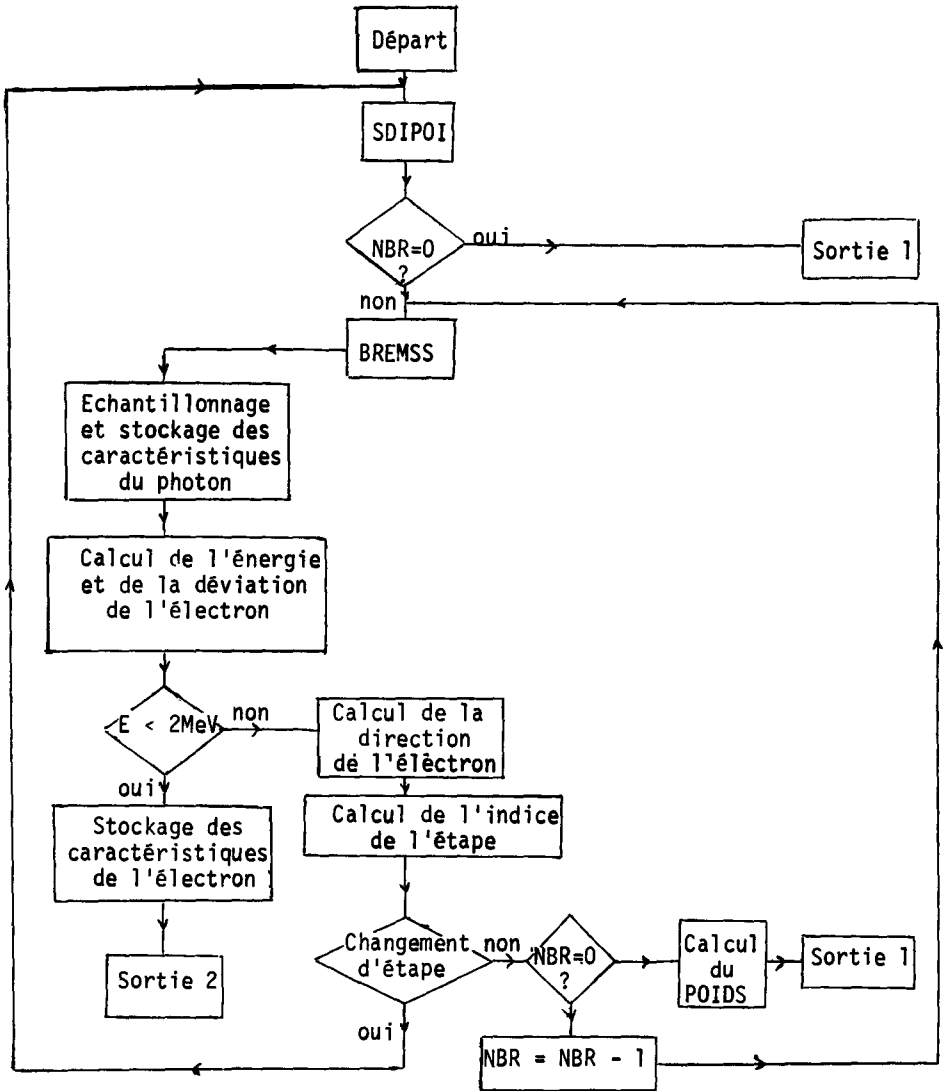 Départ
SDIPOI
NBR=0
?
oui
Sortie 1
non
BREMSS
Echantillonnage
et stockage des
caractéristiques
du photon
Calcul de l'énergie
et de la déviation
de l'électron
E < 2MeV
non
oui
Calcul de la
direction
de l'électron
Stockage des
caractéristiques
de l'électron
Calcul de l'indice
de l'étape
Sortie 2
Changement
d'étape
non
oui
NBR=0
?
Calcul
du
POIDS
Sortie 1
NBR = NBR - 1